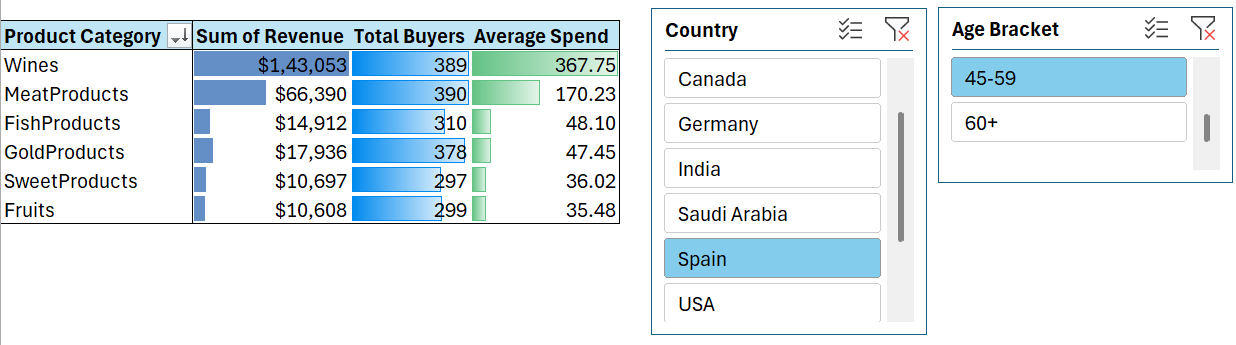 Product Category Sum of Revenue Total Buyers Average Spend
Wines $1,43,053 389 367.75
MeatProducts $66,390 390 170.23
FishProducts $14,912 310 48.10
GoldProducts $17,936 378 47.45
SweetProducts $10,697 297 36.02
Fruits $10,608 299 35.48
Country
Canada
Germany
India
Saudi Arabia
Spain
USA
Age Bracket
45-59
60+